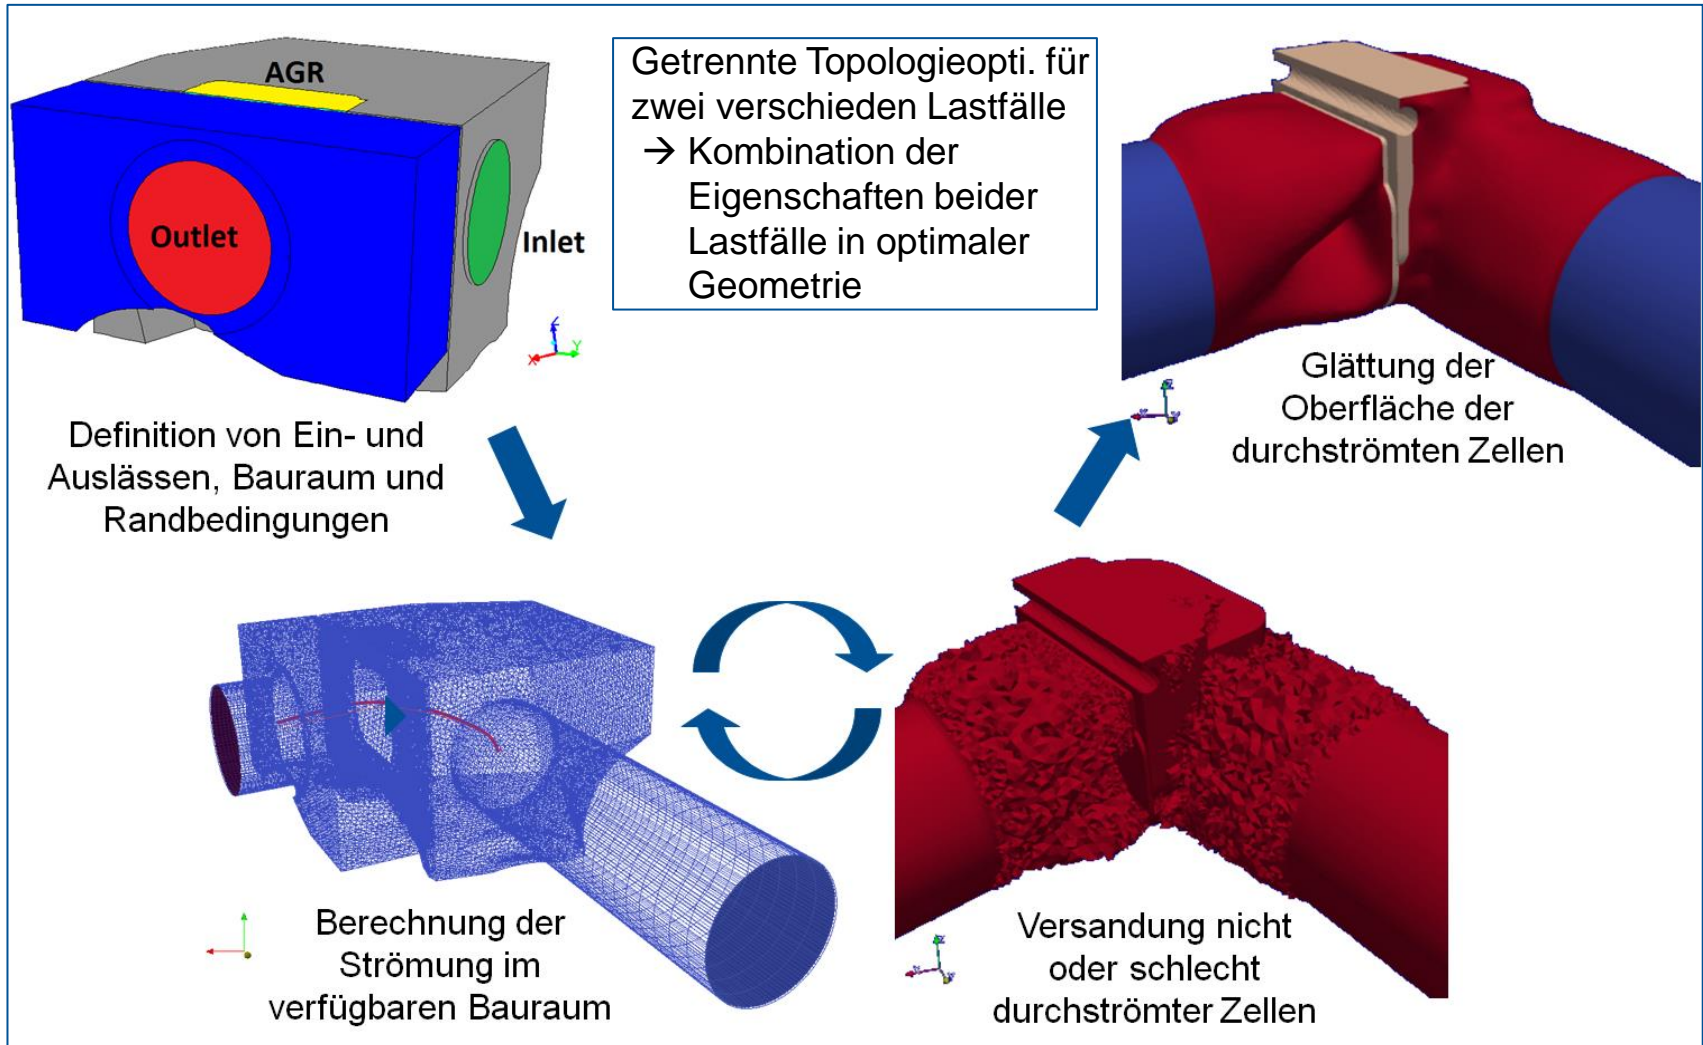 AGR
Outlet
Inlet
Definition von Ein- und
Auslässen, Bauraum und
Randbedingungen
Getrennte Topologieopti. für
zwei verschieden Lastfälle
→ Kombination der
Eigenschaften beider
Lastfälle in optimaler
Geometrie
Glättung der
Oberfläche der
durchströmten Zellen
Berechnung der
Strömung im
verfügbaren Bauraum
Versandung nicht
oder schlecht
durchströmter Zellen